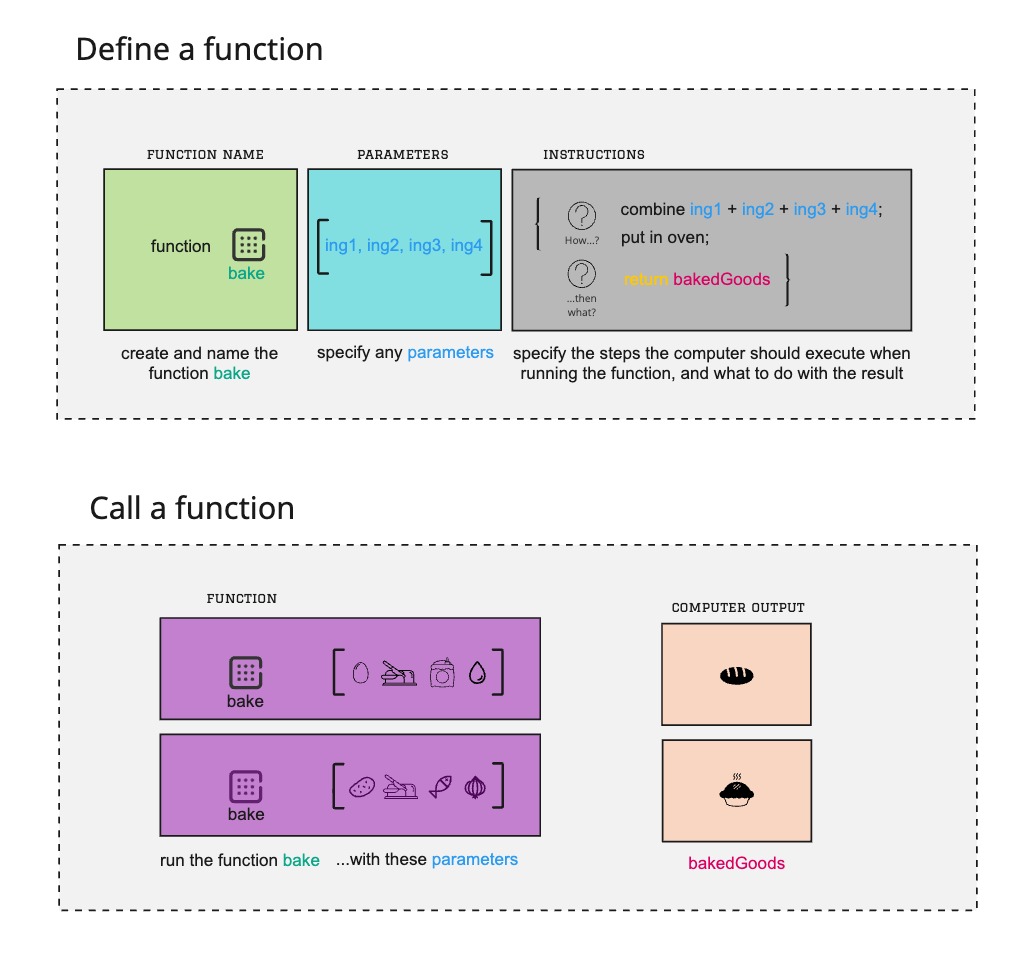 Define a function
FUNCTION NAME
PARAMETERS
INSTRUCTIONS
function
bake
[ing1, ing2, ing3, ing4]
{
How...?
combine ing1 + ing2 + ing3 + ing4;
put in oven;
...then
what?
return bakedGoods }
create and name the
function bake
specify any parameters
specify the steps the computer should execute when
running the function, and what to do with the result
Call a function
FUNCTION
COMPUTER OUTPUT
bake
[ ]
bake
[ ]
run the function bake ...with these parameters
bakedGoods